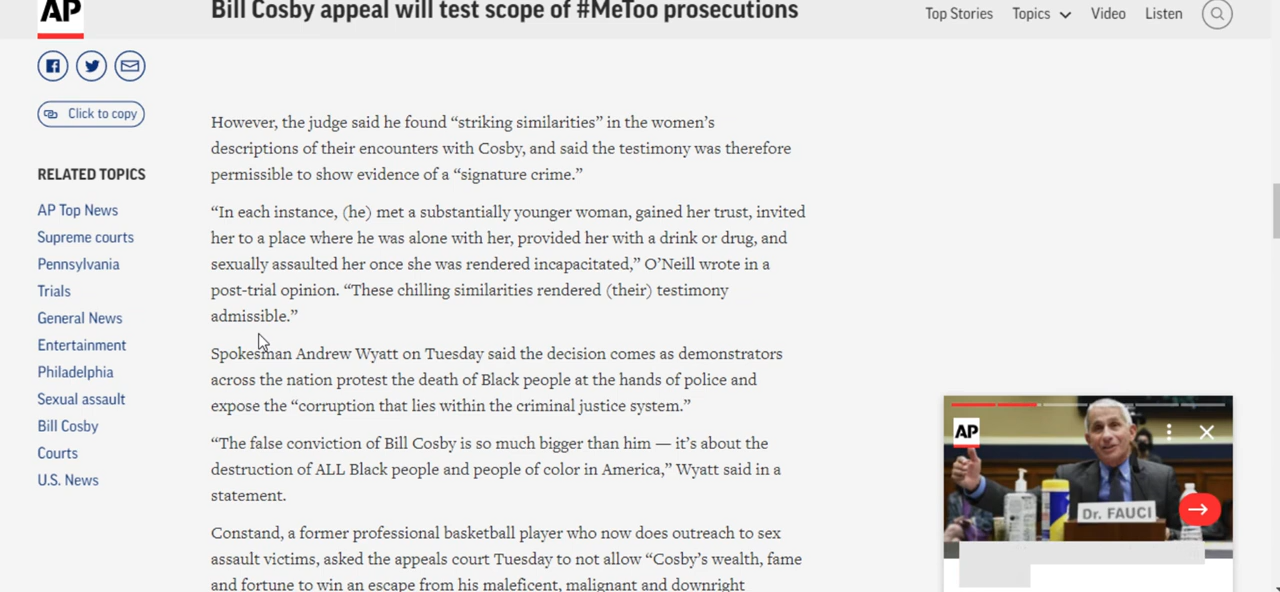 AP
Bill Cosby appeal will test scope of #MeToo prosecutions
Top Stories
Topics
Video
Listen
Click to copy
RELATED TOPICS
AP Top News
Supreme courts
Pennsylvania
Trials
General News
Entertainment
Philadelphia
Sexual assault
Bill Cosby
Courts
U.S. News
However, the judge said he found “striking similarities” in the women’s
descriptions of their encounters with Cosby, and said the testimony was therefore
permissible to show evidence of a “signature crime.”
“In each instance, (he) met a substantially younger woman, gained her trust, invited
her to a place where he was alone with her, provided her with a drink or drug, and
sexually assaulted her once she was rendered incapacitated,” O’Neill wrote in a
post-trial opinion. “These chilling similarities rendered (their) testimony
admissible.”
Spokesman Andrew Wyatt on Tuesday said the decision comes as demonstrators
across the nation protest the death of Black people at the hands of police and
expose the “corruption that lies within the criminal justice system.”
“The false conviction of Bill Cosby is so much bigger than him — it’s about the
destruction of ALL Black people and people of color in America,” Wyatt said in a
statement.
Constand, a former professional basketball player who now does outreach to sex
assault victims, asked the appeals court Tuesday to not allow “Cosby’s wealth, fame
and fortune to win an escape from his maleficent, malignant and downright
AP
Dr. FAUCI